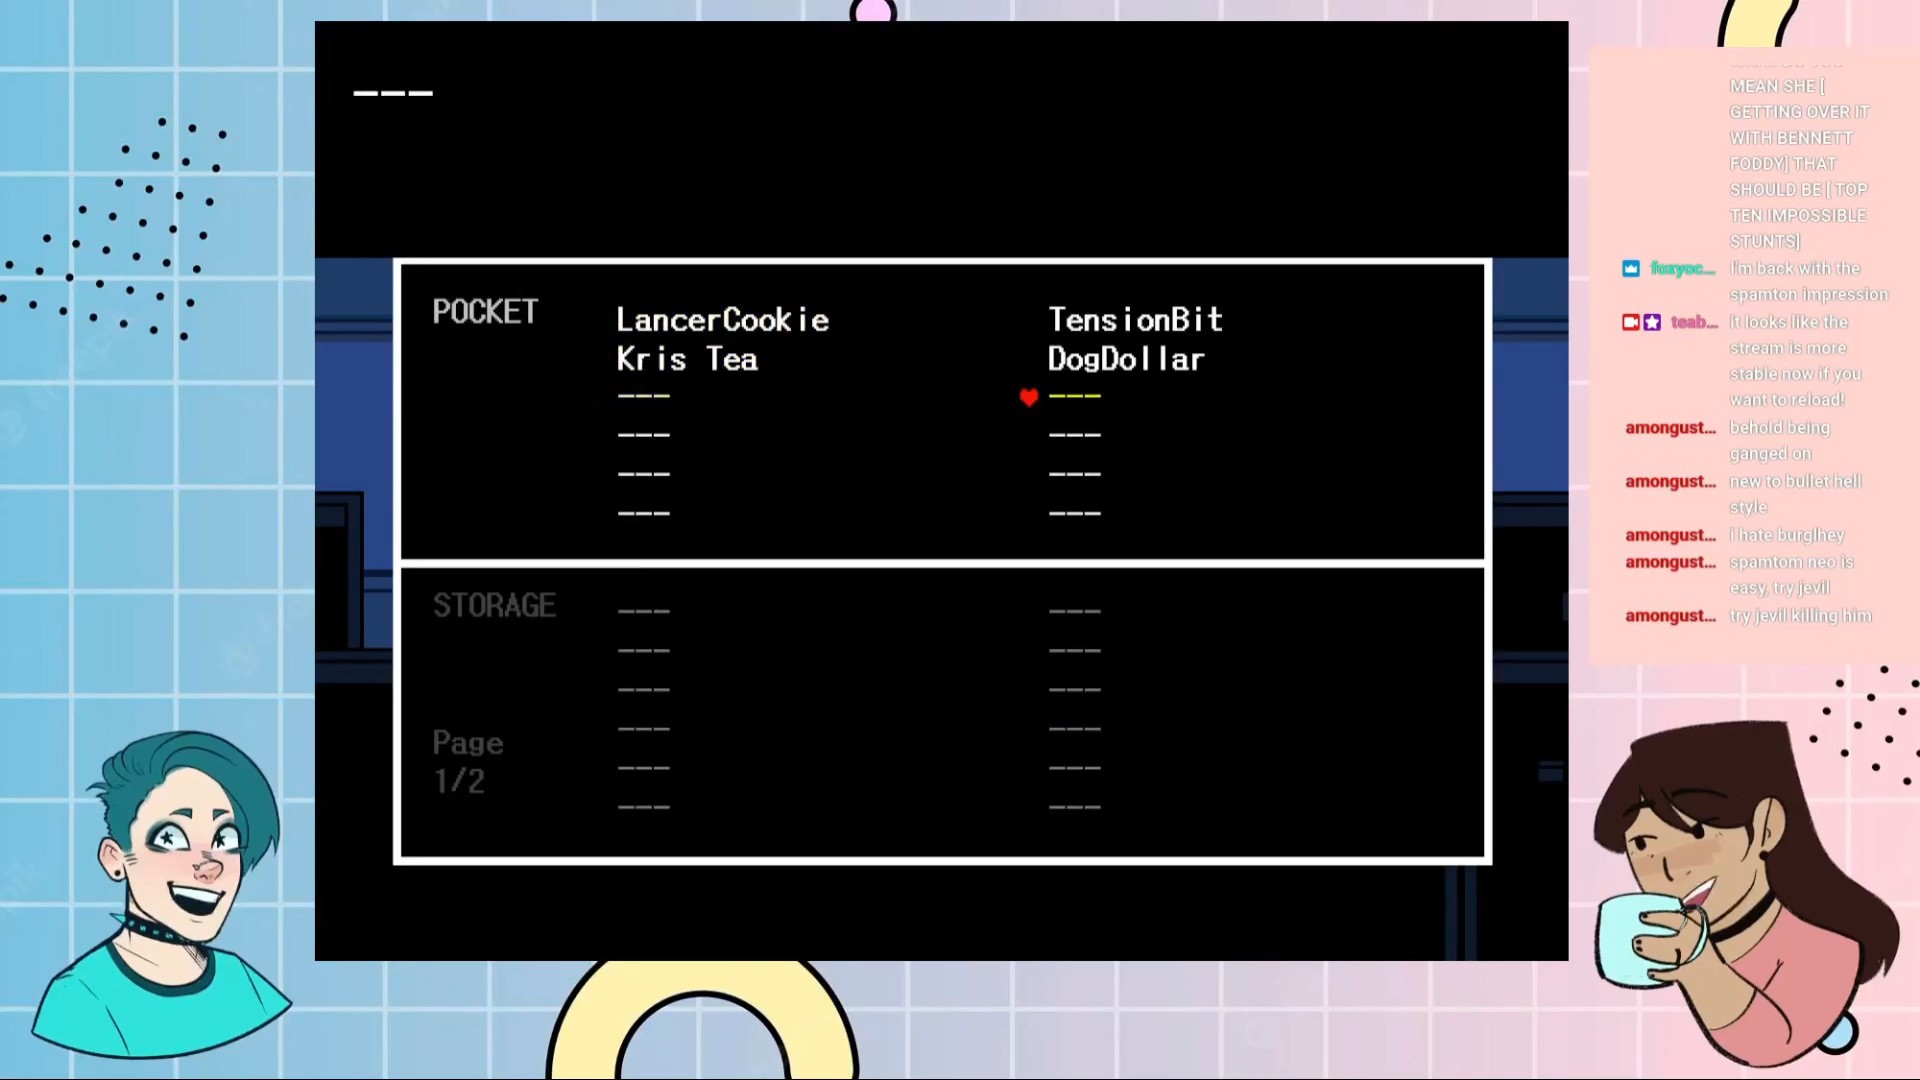 ---
POCKET
LancerCookie TensionBit
Kris Tea DogDollar
--- ---
--- ---
--- ---
--- ---
STORAGE
--- ---
--- ---
--- ---
--- ---
--- ---
--- ---
Page
1/2
MEAN SHE [
GETTING OVER IT
WITH BENNETT
FODDY] THAT
SHOULD BE [ TOP
TEN IMPOSSIBLE
STUNTS]
foxyoc... I'm back with the
spamton impression
teab... it looks like the
stream is more
stable now if you
want to reload!
amongust... behold being
ganged on
amongust... new to bullet hell
style
amongust... i hate burglhey
amongust... spamtom neo is
easy, try jevil
amongust... try jevil killing him